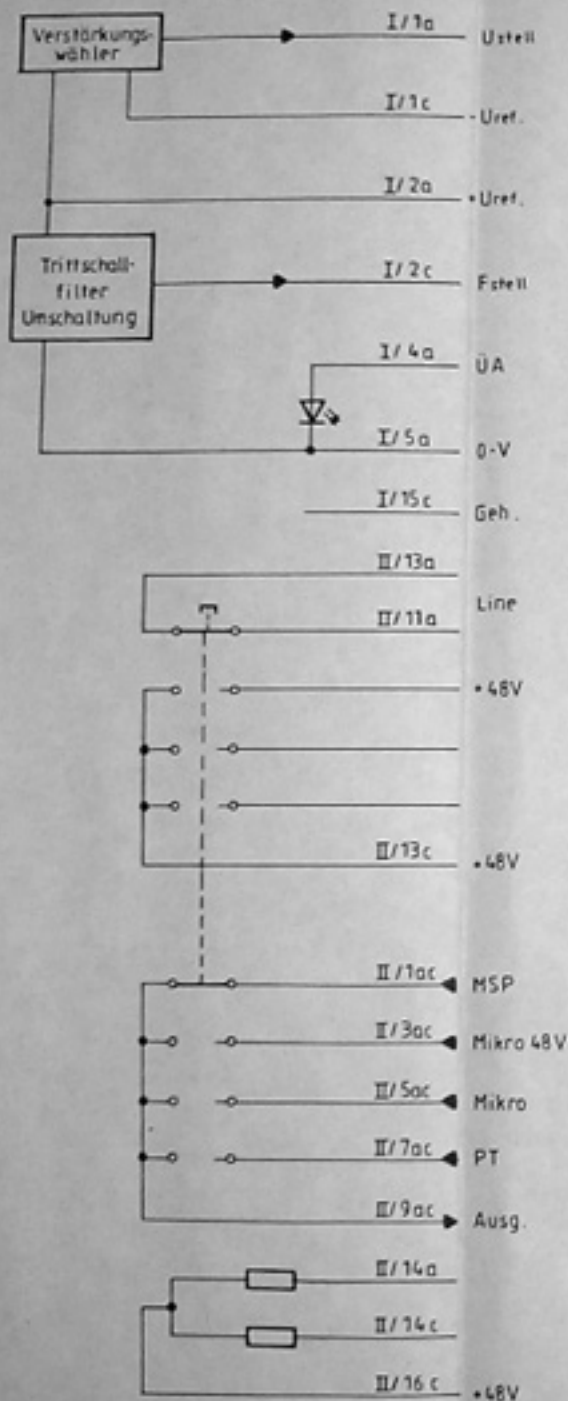 Verstärkungs-
wähler
I/1a Ustell
I/1c -Uref.
I/2a +Uref.
Trittschall-
filter
Umschaltung
I/2c Fstell
I/4a ÜA
I/5a 0-V
I/15c Geh.
II/13a
Line
II/11a
+48V
II/13c +48V
II/1ac MSP
II/3ac Mikro 48V
II/5ac Mikro
II/7ac PT
II/9ac Ausg.
II/14a
II/14c
II/16c +48V